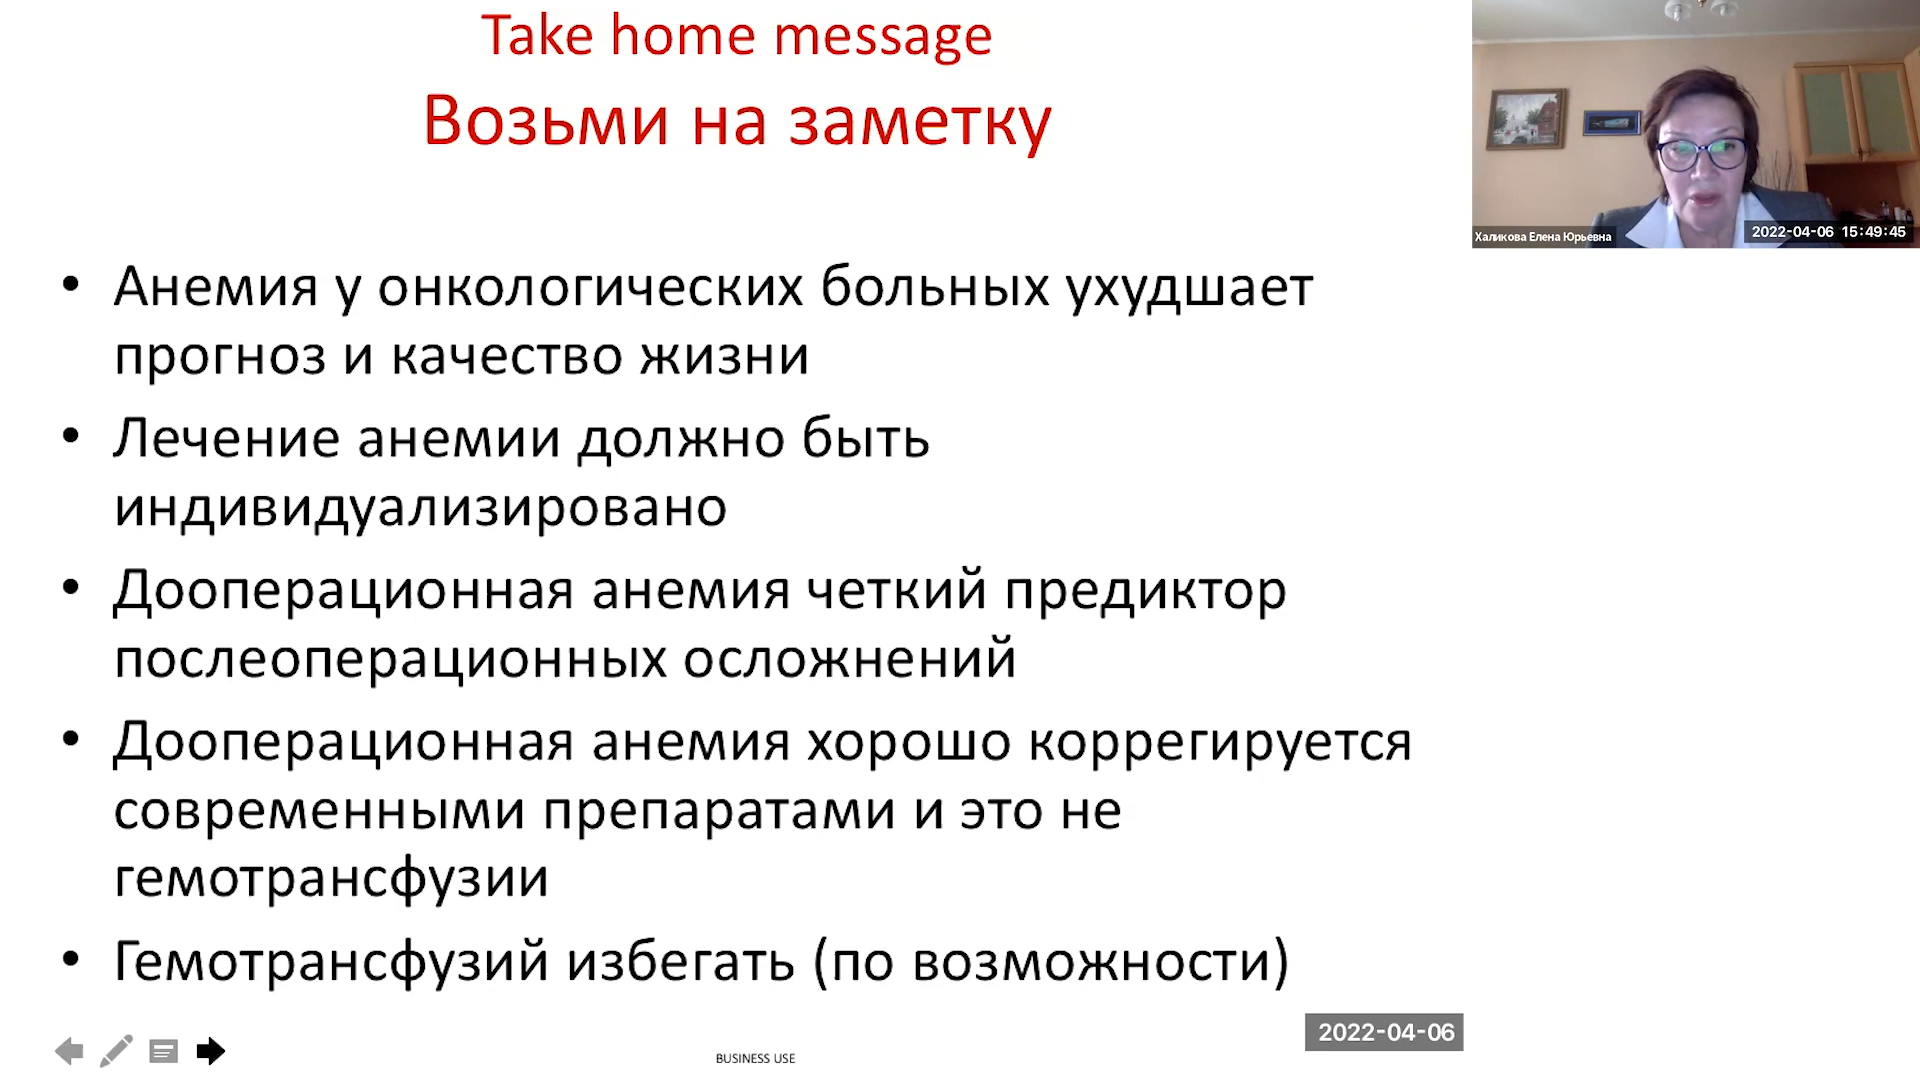 Take home message
Возьми на заметку
Халикова Елена Юрьевна
2022-04-06 15:49:45
• Анемия у онкологических больных ухудшает
прогноз и качество жизни
• Лечение анемии должно быть
индивидуализировано
• Дооперационная анемия четкий предиктор
послеоперационных осложнений
• Дооперационная анемия хорошо коррегируется
современными препаратами и это не
гемотрансфузии
• Гемотрансфузий избегать (по возможности)
2022-04-06
BUSINESS USE